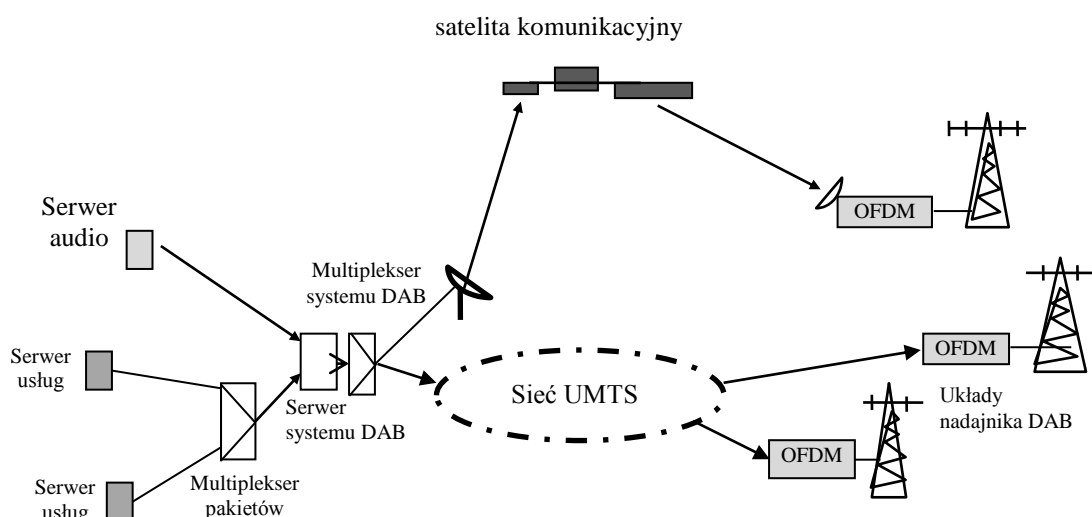 satelita komunikacyjny
OFDM
Serwer
audio
Multiplekser
systemu DAB
OFDM
Serwer
usług
Sieć UMTS
Serwer
systemu DAB
Układy
nadajnika DAB
OFDM
Serwer
usług
Multiplekser
pakietów